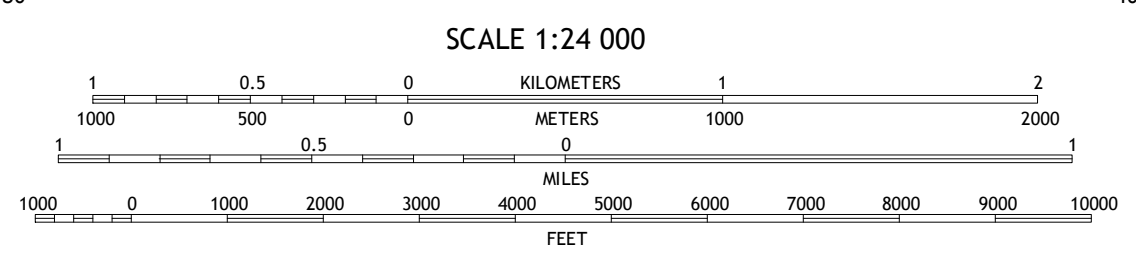 SCALE 1:24 000
1 0.5 0 KILOMETERS 1 2
1000 500 0 METERS 1000 2000
1 0.5 0 1
MILES
1000 0 1000 2000 3000 4000 5000 6000 7000 8000 9000 10000
FEET